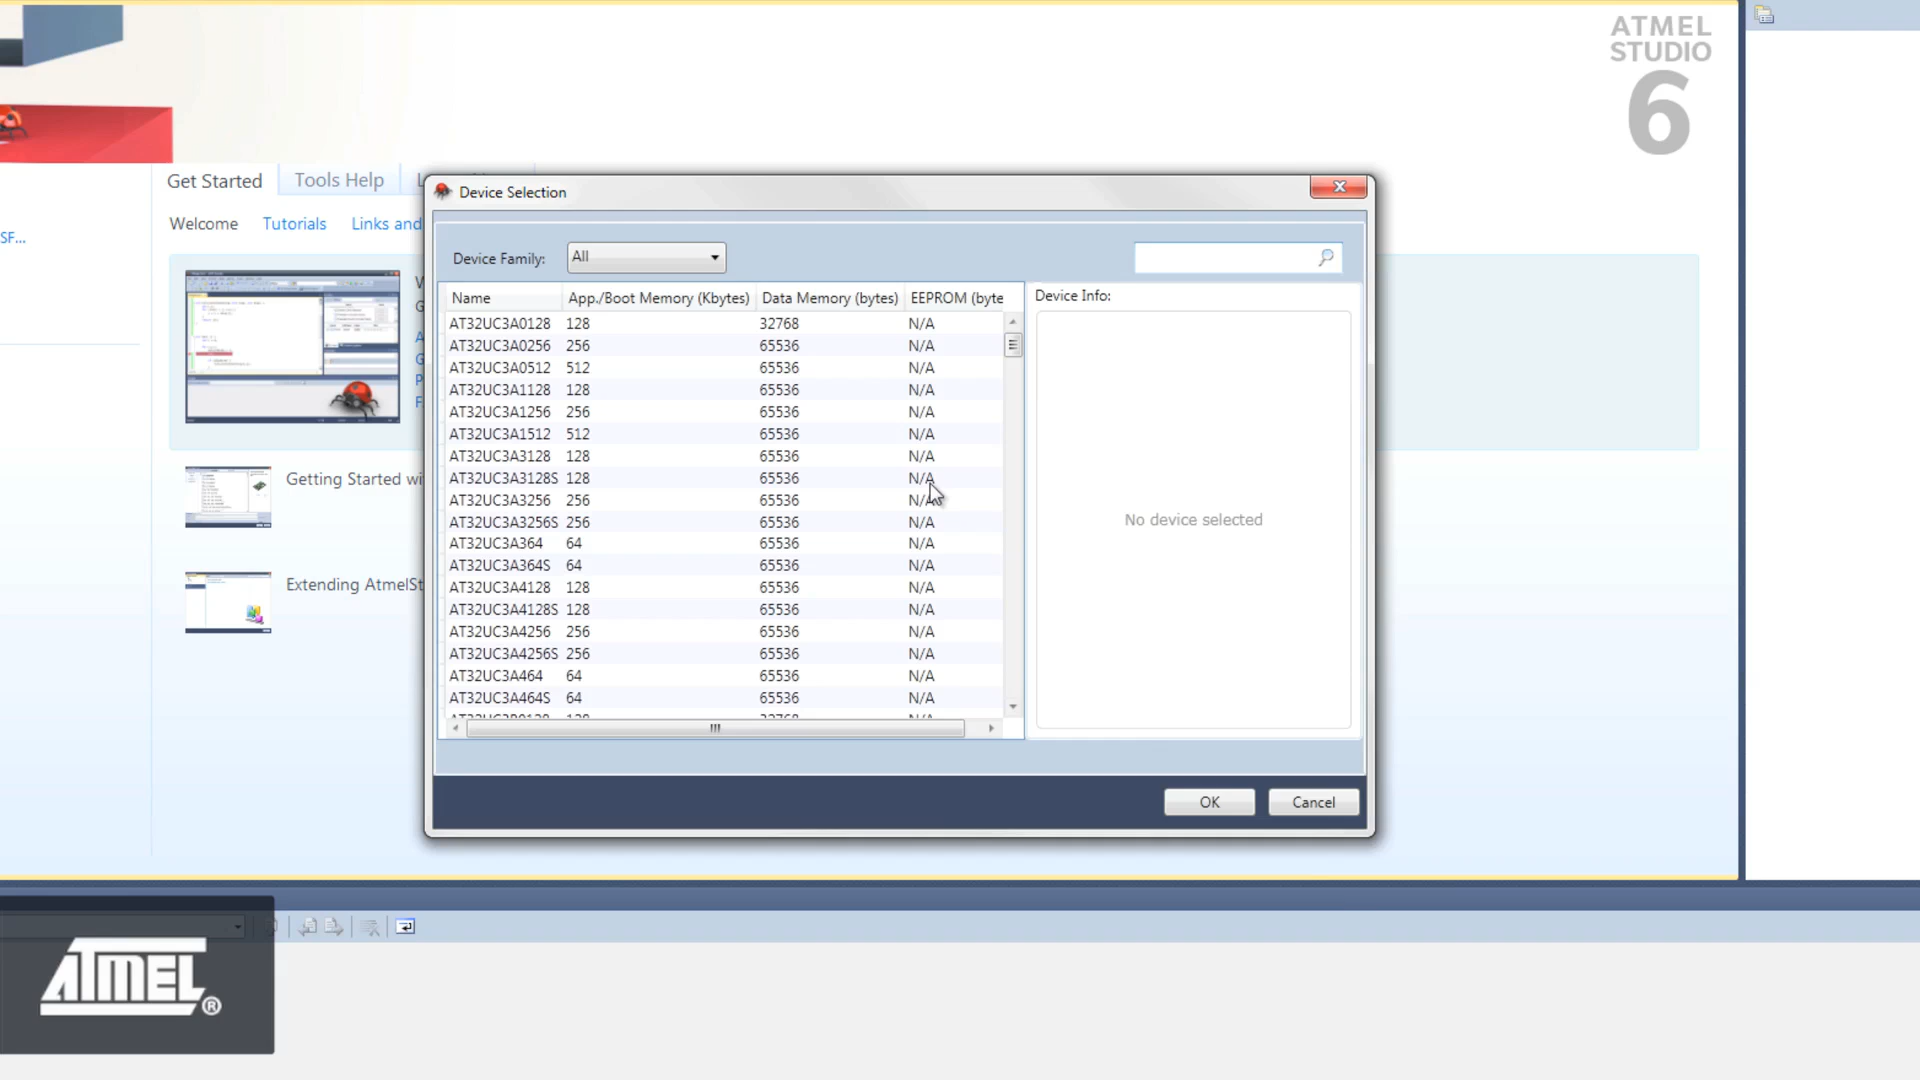 ATMEL
STUDIO
6
Get Started
Tools Help
Welcome
Tutorials
Links and
SF...
Getting Started wi
Extending AtmelSt
Device Selection
Device Family:
All
Name App./Boot Memory (Kbytes) Data Memory (bytes) EEPROM (byte
AT32UC3A0128 128 32768 N/A
AT32UC3A0256 256 65536 N/A
AT32UC3A0512 512 65536 N/A
AT32UC3A1128 128 65536 N/A
AT32UC3A1256 256 65536 N/A
AT32UC3A1512 512 65536 N/A
AT32UC3A3128 128 65536 N/A
AT32UC3A3128S 128 65536 N/A
AT32UC3A3256 256 65536 N/A
AT32UC3A3256S 256 65536 N/A
AT32UC3A364 64 65536 N/A
AT32UC3A364S 64 65536 N/A
AT32UC3A4128 128 65536 N/A
AT32UC3A4128S 128 65536 N/A
AT32UC3A4256 256 65536 N/A
AT32UC3A4256S 256 65536 N/A
AT32UC3A464 64 65536 N/A
AT32UC3A464S 64 65536 N/A
Device Info:
No device selected
OK
Cancel
ATMEL®